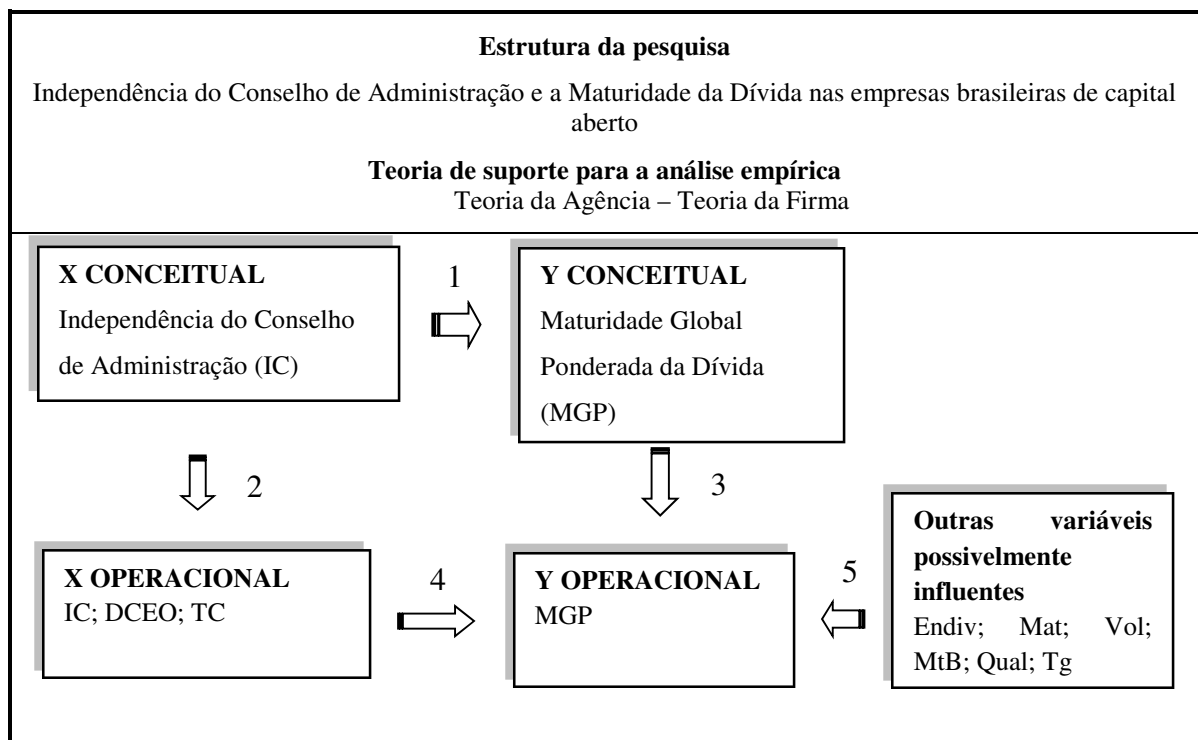 Estrutura da pesquisa
Independência do Conselho de Administração e a Maturidade da Dívida nas empresas brasileiras de capital
aberto
Teoria de suporte para a análise empírica
Teoria da Agência – Teoria da Firma
X CONCEITUAL
Independência do Conselho
de Administração (IC)
1
Y CONCEITUAL
Maturidade Global
Ponderada da Dívida
(MGP)
2
3
X OPERACIONAL
IC; DCEO; TC
4
Y OPERACIONAL
MGP
5
Outras variáveis
possivelmente
influentes
Endiv; Mat; Vol;
MtB; Qual; Tg